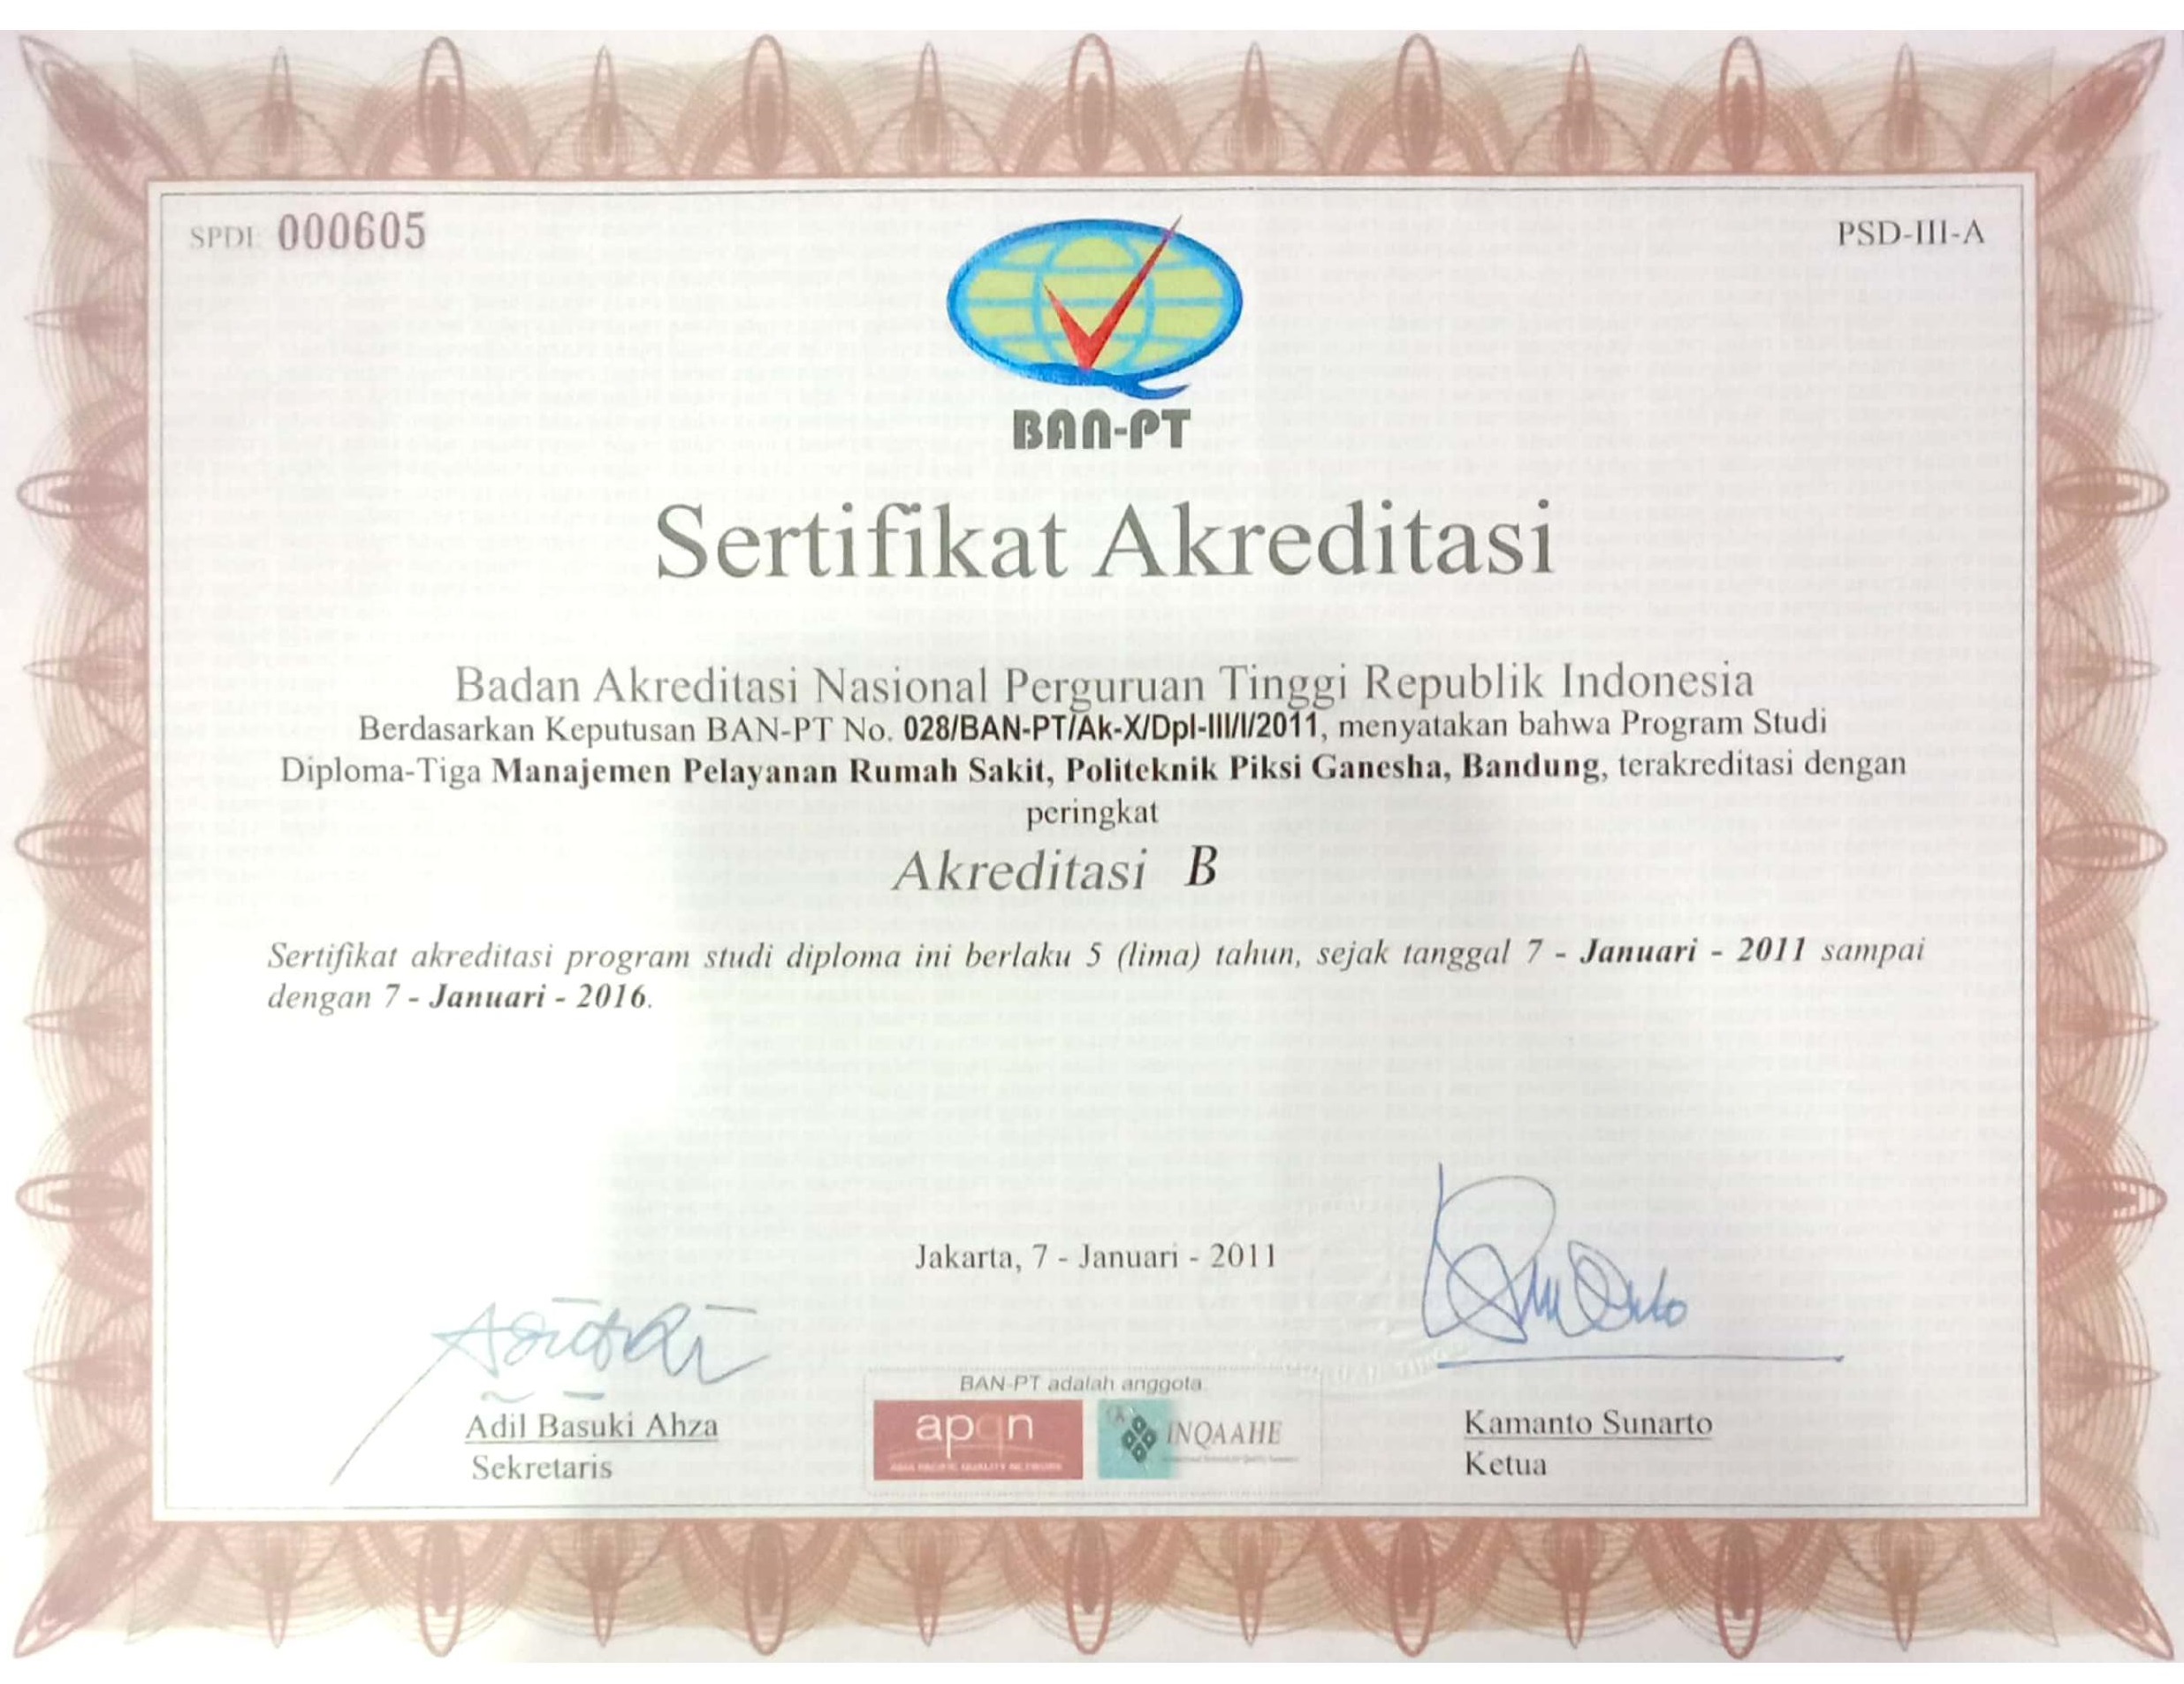 SPDI: 000605
PSD-III-A
BAN-PT
Sertifikat Akreditasi
Badan Akreditasi Nasional Perguruan Tinggi Republik Indonesia
Berdasarkan Keputusan BAN-PT No. 028/BAN-PT/Ak-X/Dpl-III/I/2011, menyatakan bahwa Program Studi
Diploma-Tiga Manajemen Pelayanan Rumah Sakit, Politeknik Piksi Ganesha, Bandung, terakreditasi dengan
peringkat
Akreditasi B
Sertifikat akreditasi program studi diploma ini berlaku 5 (lima) tahun, sejak tanggal 7 - Januari - 2011 sampai
dengan 7 - Januari - 2016.
Jakarta, 7 - Januari - 2011
BAN-PT adalah anggota
apqn
ASIA PACIFIC QUALITY NETWORK
INQAAHE
Adil Basuki Ahza
Sekretaris
Kamanto Sunarto
Ketua